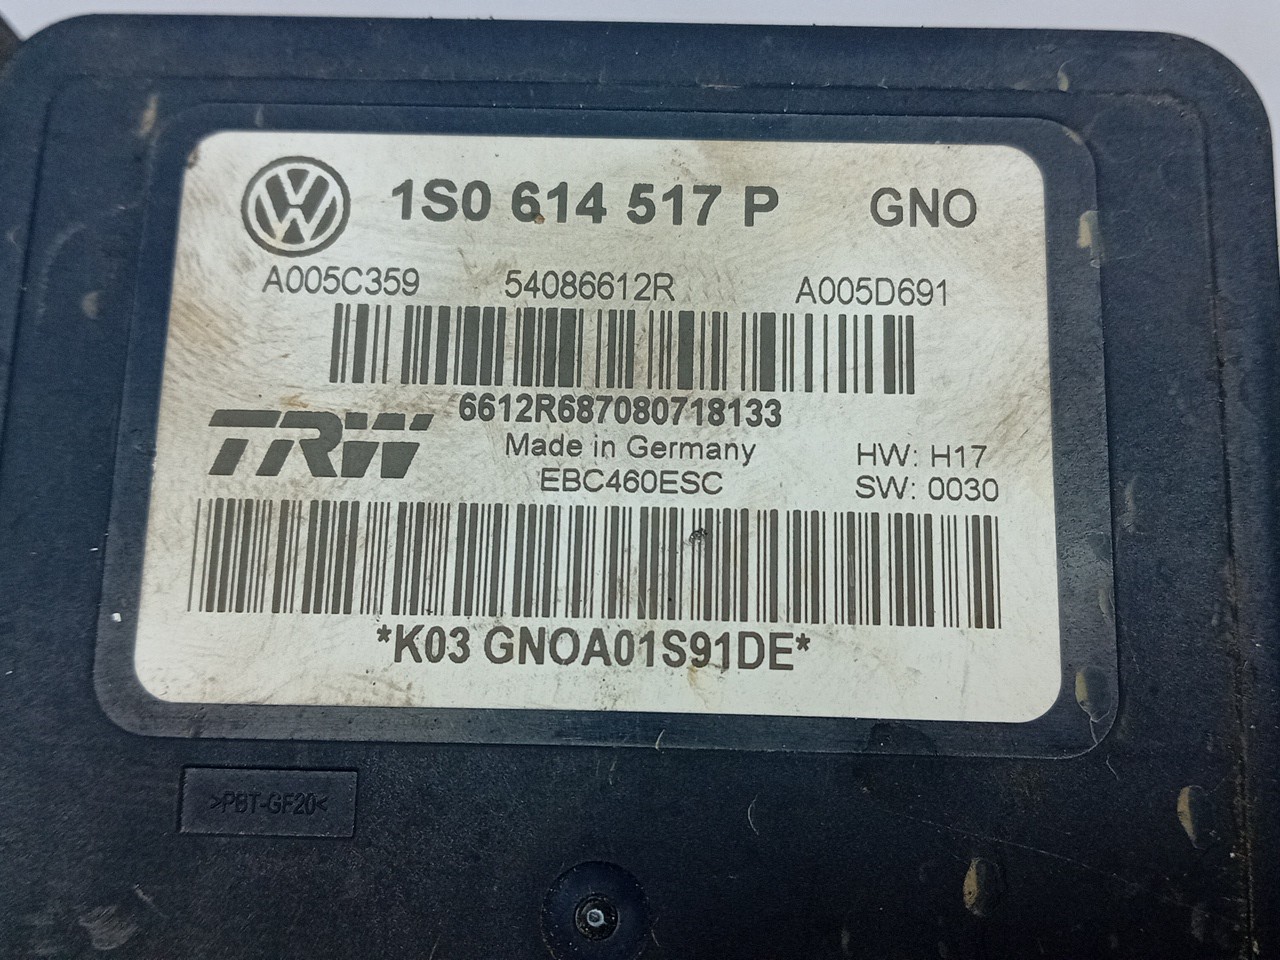 1S0 614 517 P GNO
A005C359 54086612R A005D691
6612R687080718133
TRW
Made in Germany
EBC460ESC
HW: H17
SW: 0030
*K03 GNOA01S91DE*
>PBT-GF20<